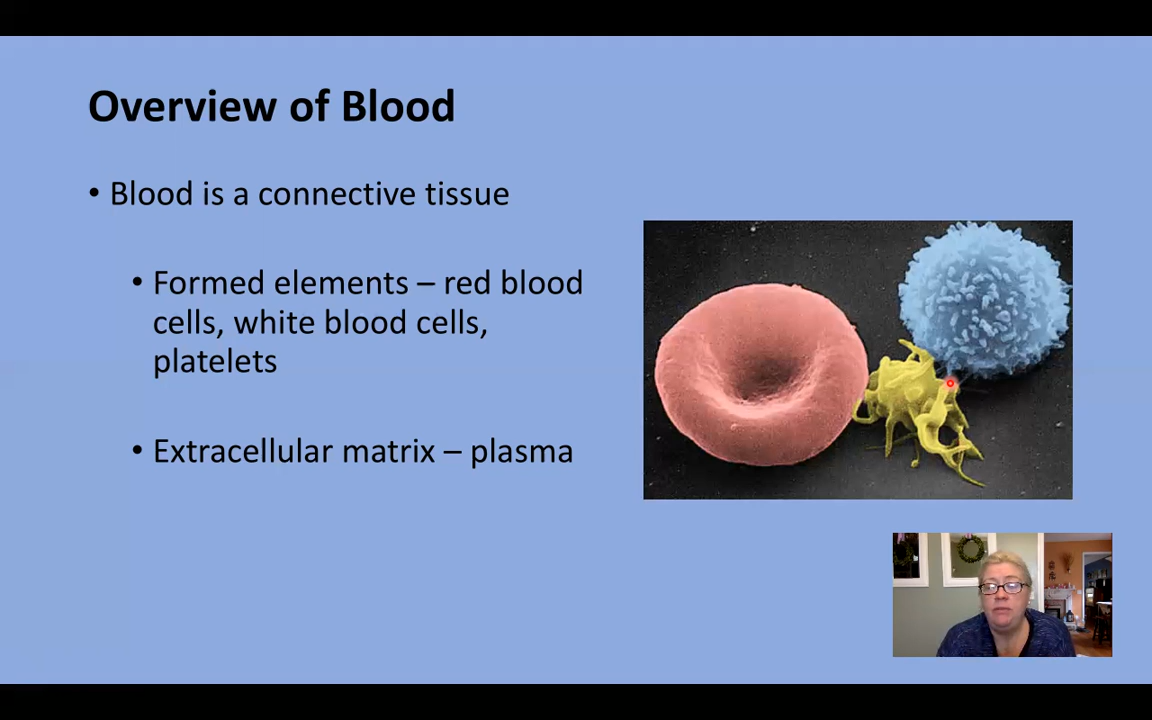 Overview of Blood
• Blood is a connective tissue
• Formed elements – red blood
cells, white blood cells,
platelets
• Extracellular matrix – plasma